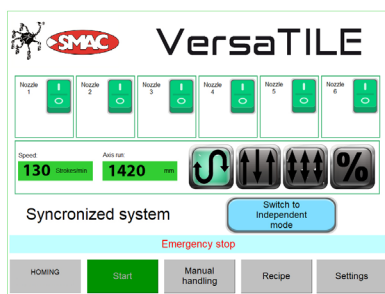 SMAC
VersaTILE
Nozzle 1
Nozzle 2
Nozzle 3
Nozzle 4
Nozzle 5
Nozzle 6
Speed:
130 Strokes/min
Axis run:
1420 mm
%
Syncronized system
Switch to
Independent
mode
Emergency stop
HOMING
Start
Manual
handling
Recipe
Settings